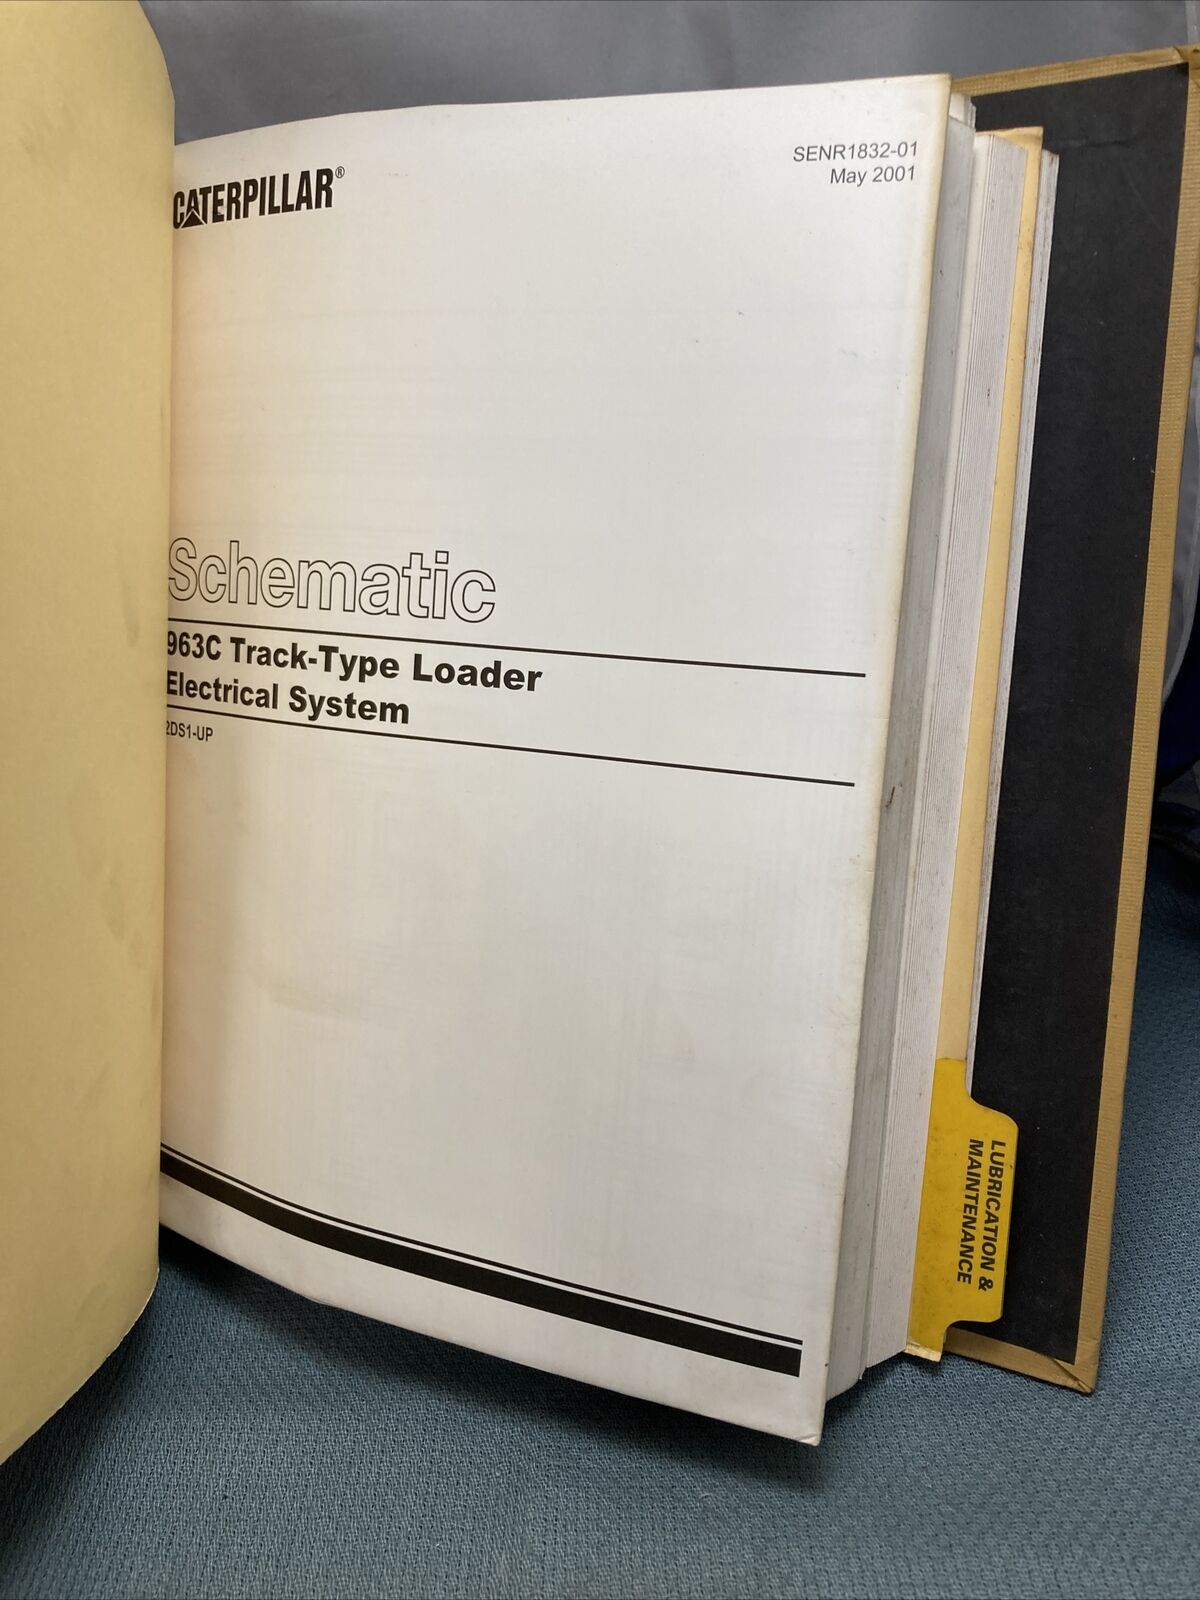 CATERPILLAR®
SENR1832-01
May 2001
Schematic
963C Track-Type Loader
Electrical System
2DS1-UP
LUBRICATION &
MAINTENANCE